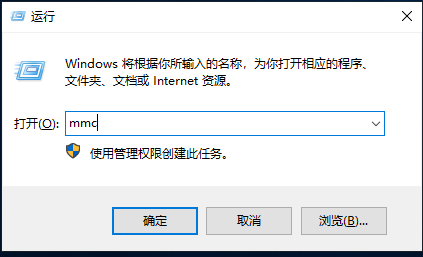 运行
Windows 将根据你所输入的名称，为你打开相应的程序、
文件夹、文档或 Internet 资源。
打开(O): mmc
使用管理权限创建此任务。
确定 取消 浏览(B)...